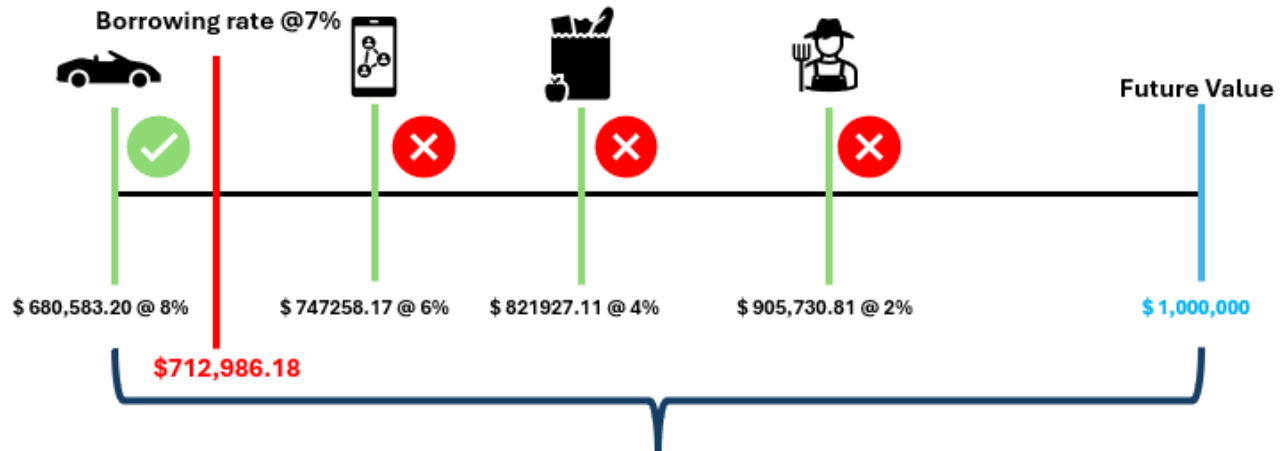 Borrowing rate @7%
Future Value
$ 680,583.20 @ 8%
$ 747258.17 @ 6%
$ 821927.11 @ 4%
$ 905,730.81 @ 2%
$ 1,000,000
$712,986.18